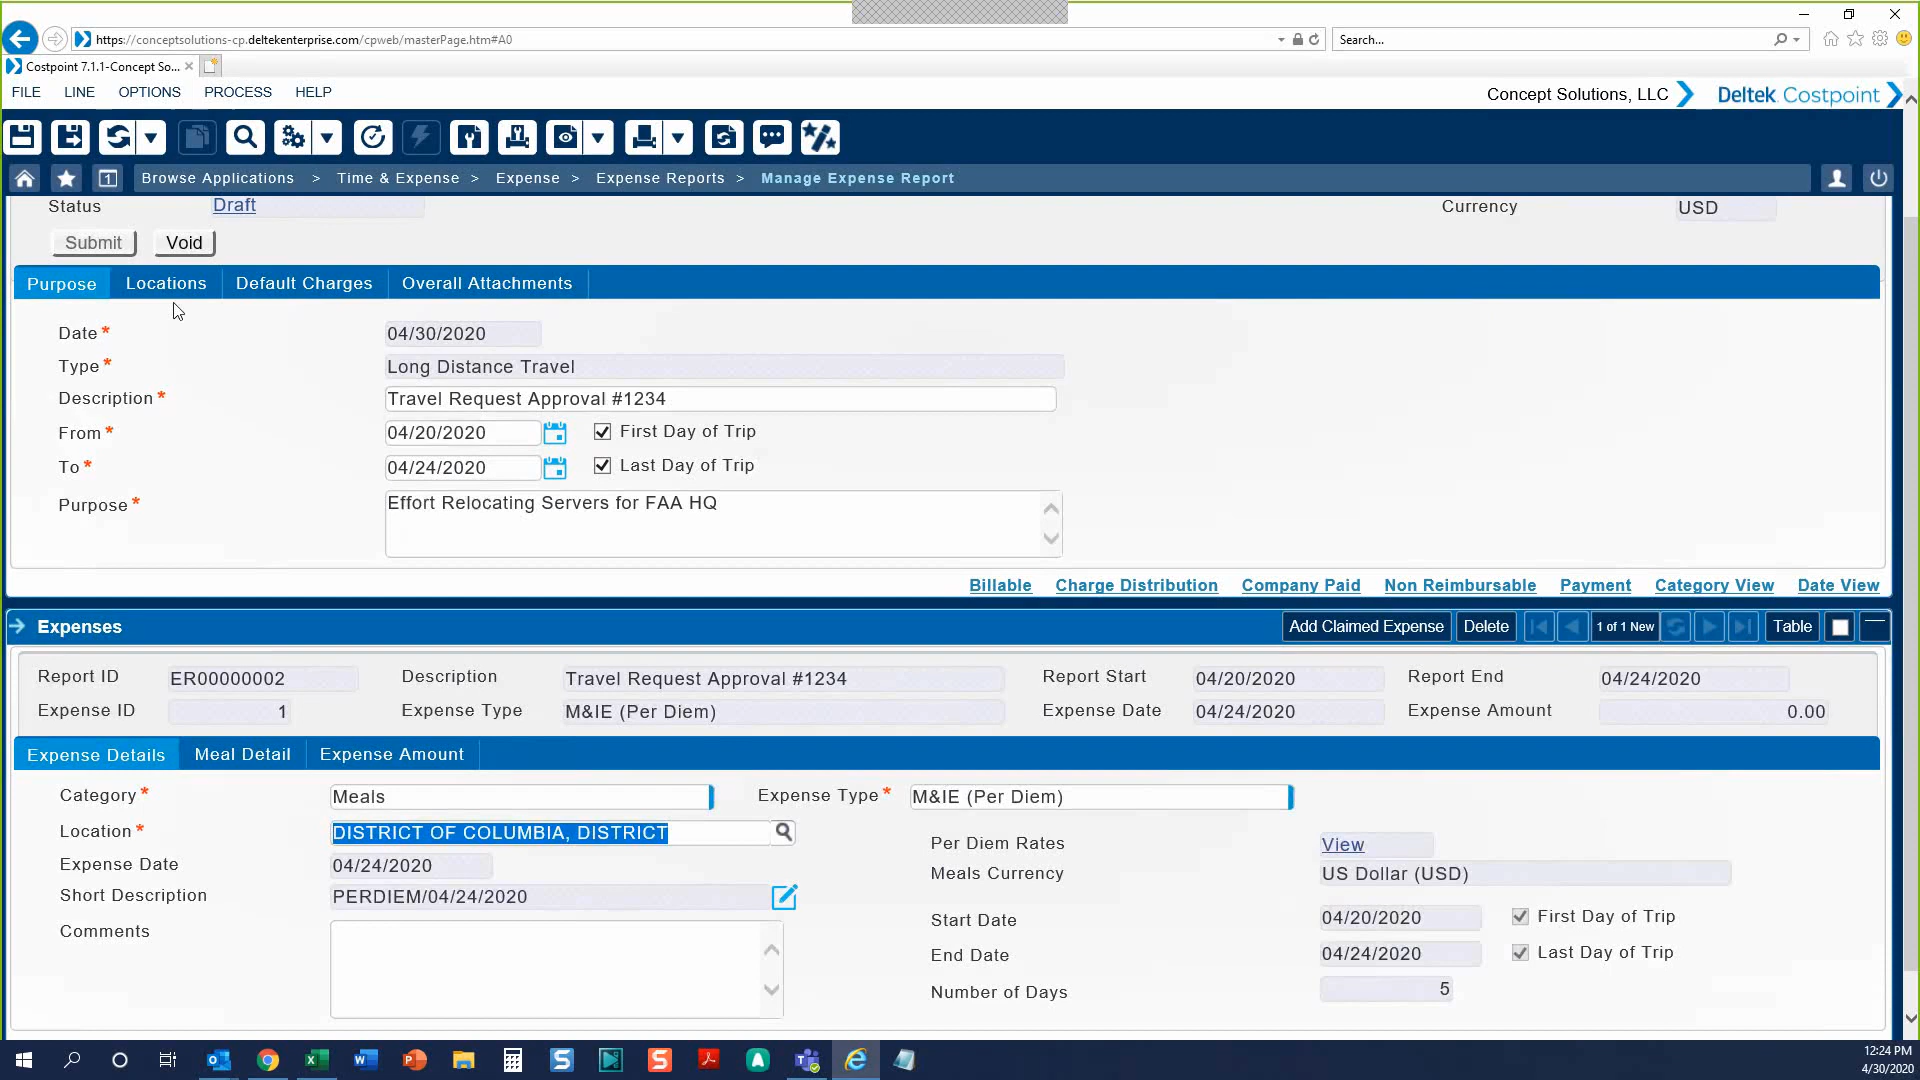 https://conceptsolutions-cp.deltekenterprise.com/cpweb/masterPage.htm#A0
Search...
Costpoint 7.1.1-Concept So...
FILE LINE OPTIONS PROCESS HELP
Concept Solutions, LLC
Deltek Costpoint
1
Browse Applications > Time & Expense > Expense > Expense Reports > Manage Expense Report
Status Draft
Currency USD
Submit Void
Purpose Locations Default Charges Overall Attachments
Date * 04/30/2020
Type * Long Distance Travel
Description * Travel Request Approval #1234
From * 04/20/2020 First Day of Trip
To * 04/24/2020 Last Day of Trip
Purpose * Effort Relocating Servers for FAA HQ
Billable Charge Distribution Company Paid Non Reimbursable Payment Category View Date View
Expenses Add Claimed Expense Delete 1 of 1 New Table
Report ID ER00000002 Description Travel Request Approval #1234 Report Start 04/20/2020 Report End 04/24/2020
Expense ID 1 Expense Type M&IE (Per Diem) Expense Date 04/24/2020 Expense Amount 0.00
Expense Details Meal Detail Expense Amount
Category * Meals Expense Type * M&IE (Per Diem)
Location * DISTRICT OF COLUMBIA, DISTRICT
Per Diem Rates View
Expense Date 04/24/2020
Meals Currency US Dollar (USD)
Short Description PERDIEM/04/24/2020
Start Date 04/20/2020 First Day of Trip
Comments
End Date 04/24/2020 Last Day of Trip
Number of Days 5
12:24 PM
4/30/2020